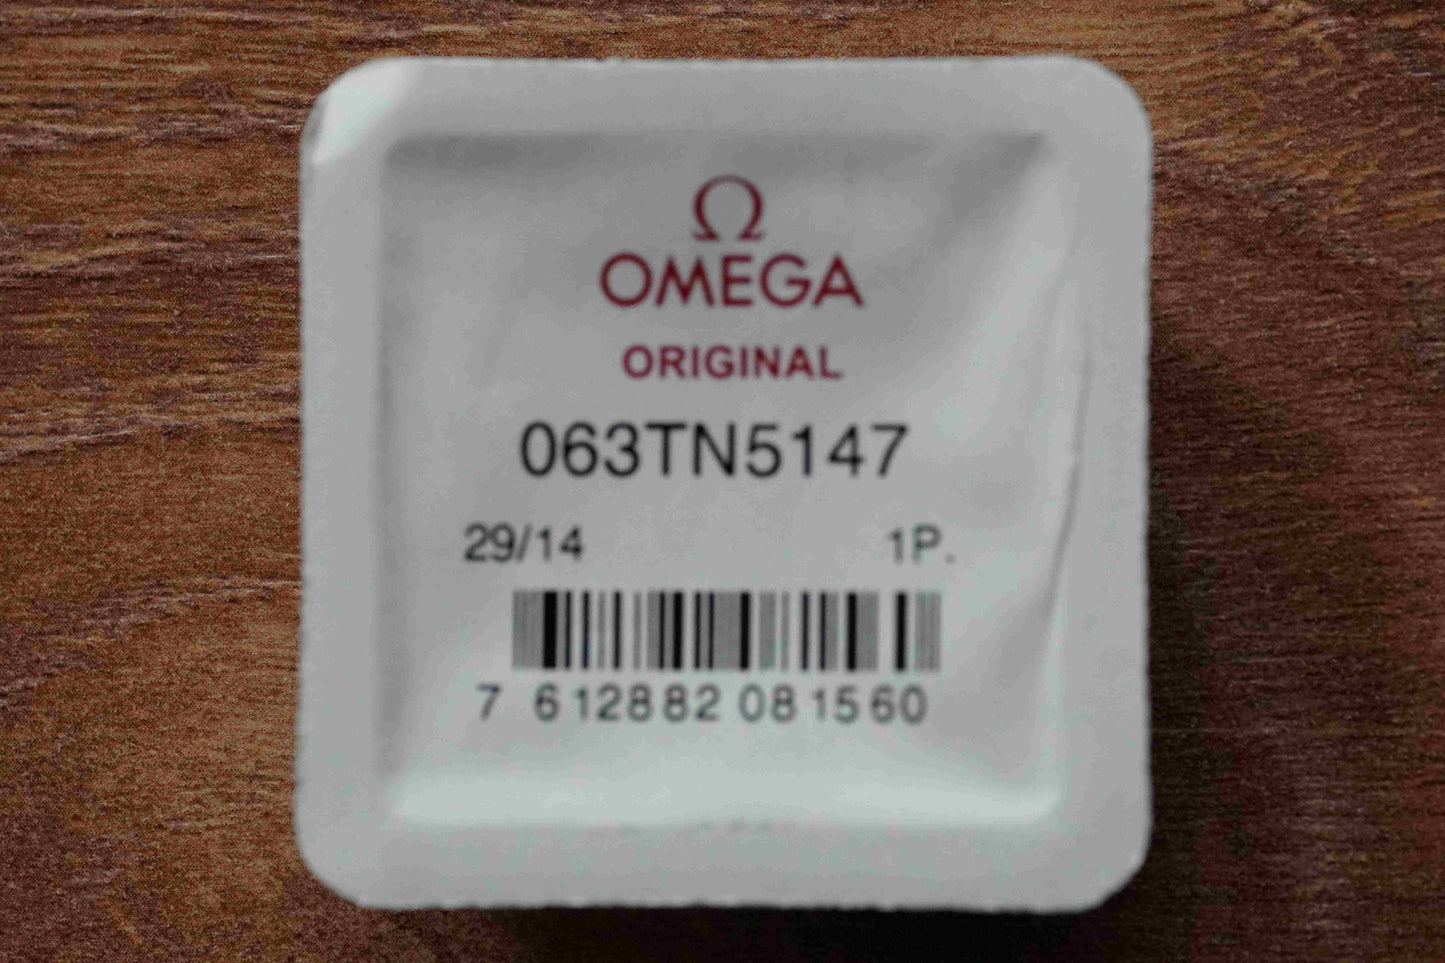 Ω
OMEGA
ORIGINAL
063TN5147
29/14 1P.
7 612882 081560